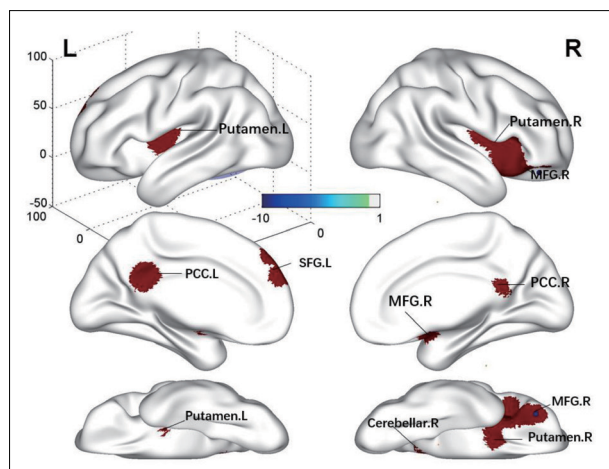 L
R
100
50
0
-50
100
0
Putamen.L
Putamen.R
MFG.R
-10
0
1
PCC.L
SFG.L
MFG.R
PCC.R
Putamen.L
Cerebellar.R
MFG.R
Putamen.R